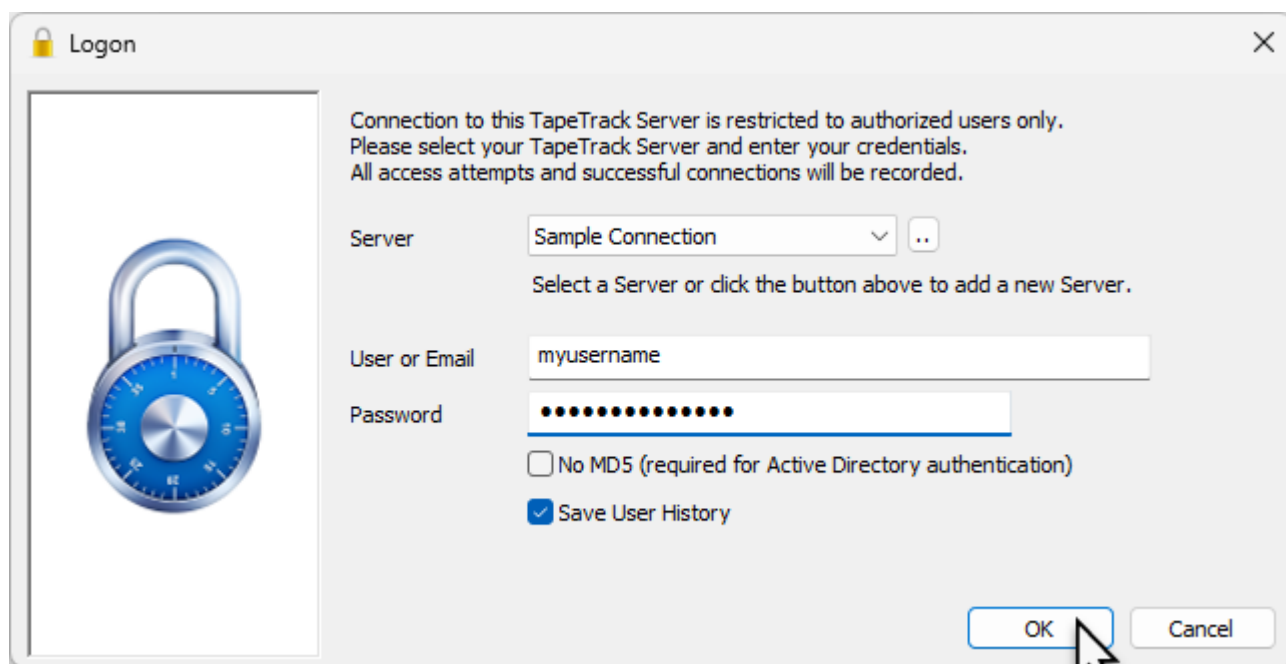 Logon
Connection to this TapeTrack Server is restricted to authorized users only.
Please select your TapeTrack Server and enter your credentials.
All access attempts and successful connections will be recorded.
Server Sample Connection ..
Select a Server or click the button above to add a new Server.
User or Email myusername
Password ••••••••••••••
No MD5 (required for Active Directory authentication)
Save User History
OK Cancel